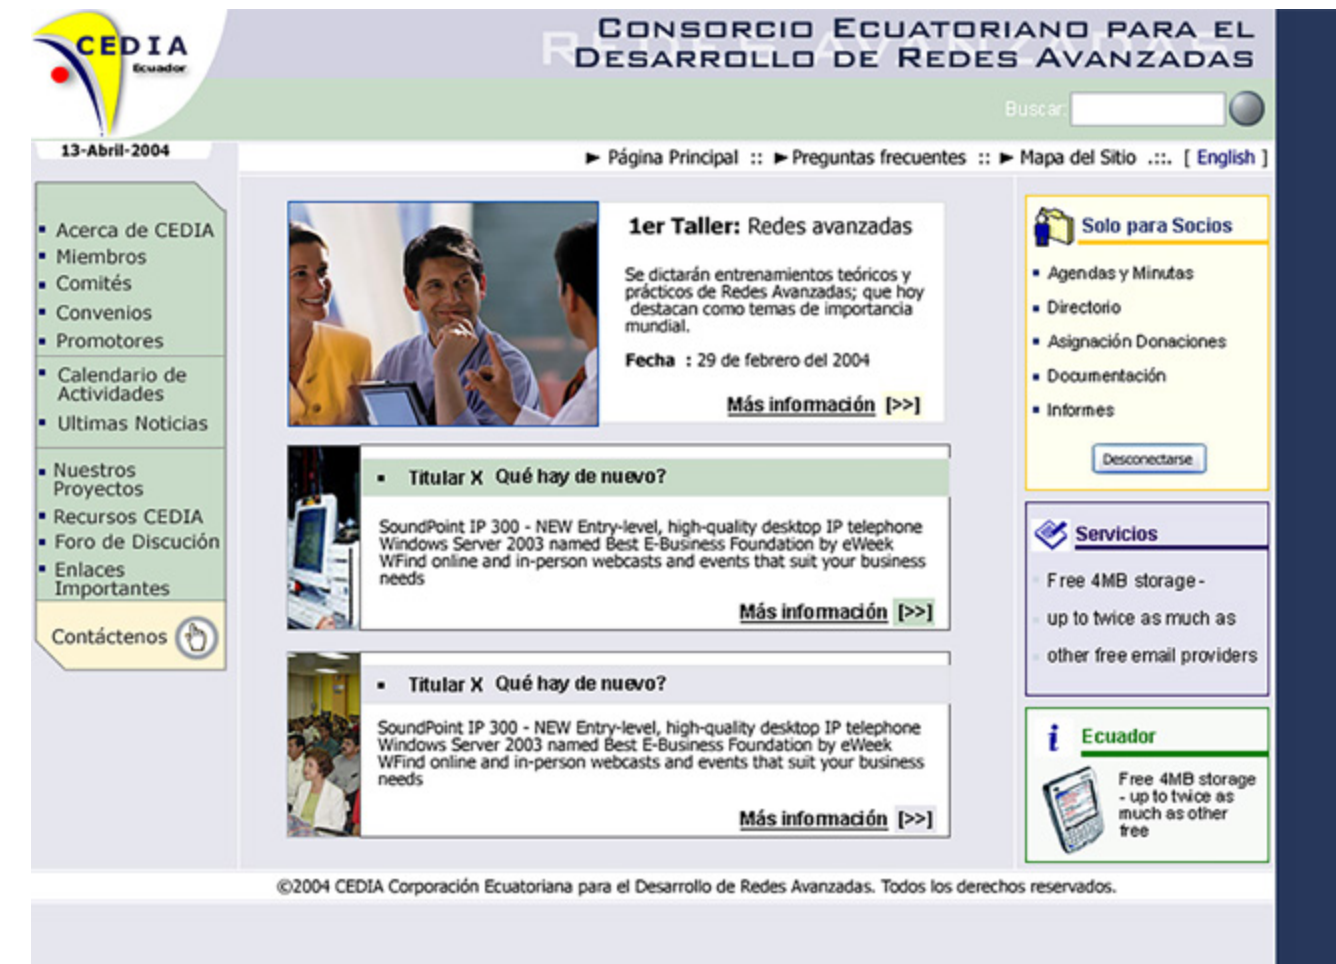 CEDIA
Ecuador
CONSORCIO ECUATORIANO PARA EL
DESARROLLO DE REDES AVANZADAS
REDES AVANZADAS
Buscar:
13-Abril-2004
► Página Principal :: ► Preguntas frecuentes :: ► Mapa del Sitio .::. [ English ]
Acerca de CEDIA
Miembros
Comités
Convenios
Promotores
Calendario de
Actividades
Ultimas Noticias
Nuestros
Proyectos
Recursos CEDIA
Foro de Discución
Enlaces
Importantes
Contáctenos
1er Taller: Redes avanzadas
Se dictarán entrenamientos teóricos y
prácticos de Redes Avanzadas; que hoy
destacan como temas de importancia
mundial.
Fecha : 29 de febrero del 2004
Más información [>>]
Titular X Qué hay de nuevo?
SoundPoint IP 300 - NEW Entry-level, high-quality desktop IP telephone
Windows Server 2003 named Best E-Business Foundation by eWeek
WFind online and in-person webcasts and events that suit your business
needs
Más información [>>]
Titular X Qué hay de nuevo?
SoundPoint IP 300 - NEW Entry-level, high-quality desktop IP telephone
Windows Server 2003 named Best E-Business Foundation by eWeek
WFind online and in-person webcasts and events that suit your business
needs
Más información [>>]
Solo para Socios
Agendas y Minutas
Directorio
Asignación Donaciones
Documentación
Informes
Desconectarse
Servicios
Free 4MB storage -
up to twice as much as
other free email providers
i Ecuador
Free 4MB storage
- up to twice as
much as other
free
©2004 CEDIA Corporación Ecuatoriana para el Desarrollo de Redes Avanzadas. Todos los derechos reservados.